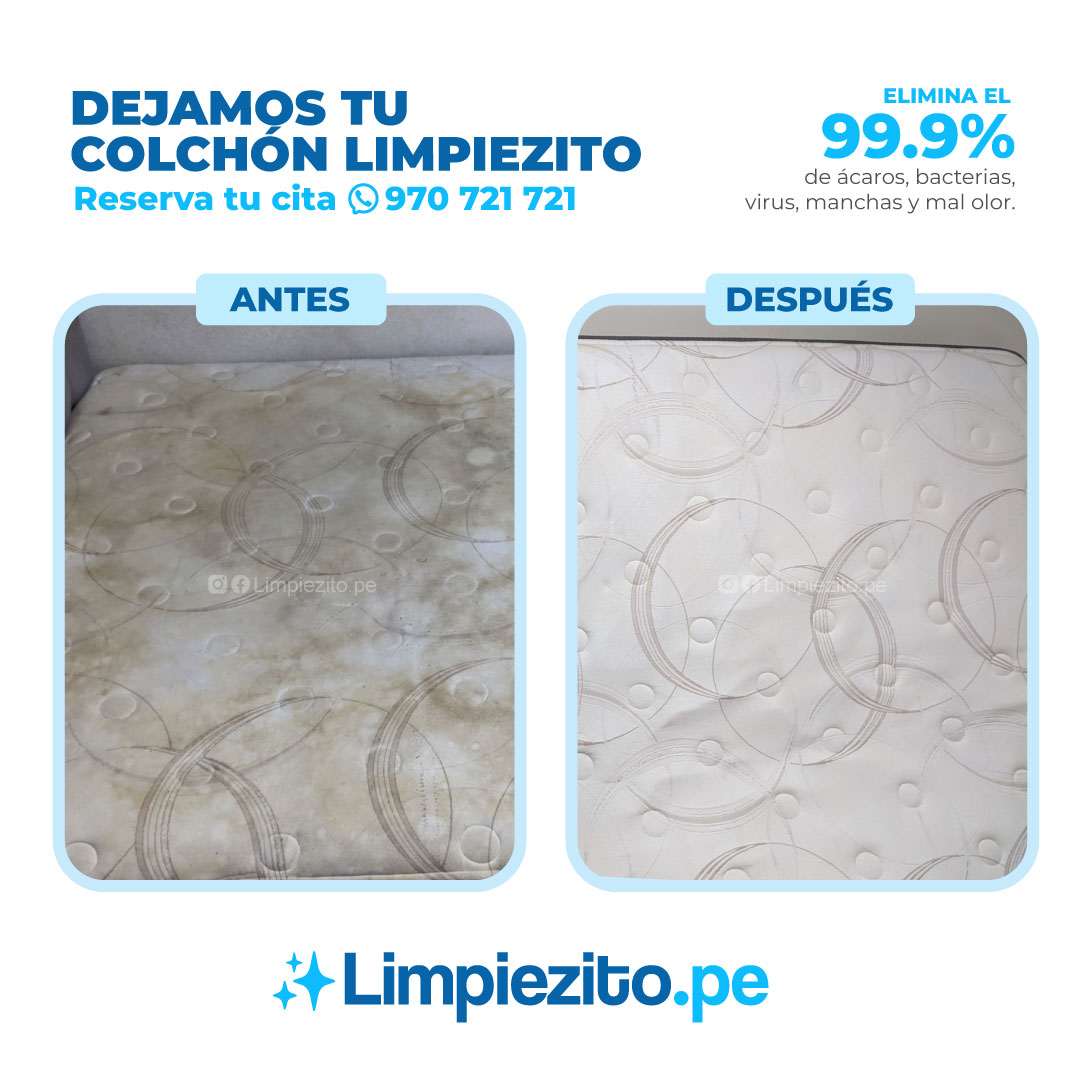 DEJAMOS TU
COLCHÓN LIMPIEZITO
Reserva tu cita 970 721 721
ELIMINA EL
99.9%
de ácaros, bacterias,
virus, manchas y mal olor.
ANTES
DESPUÉS
Limpiezito.pe
Limpiezito.pe
Limpiezito.pe